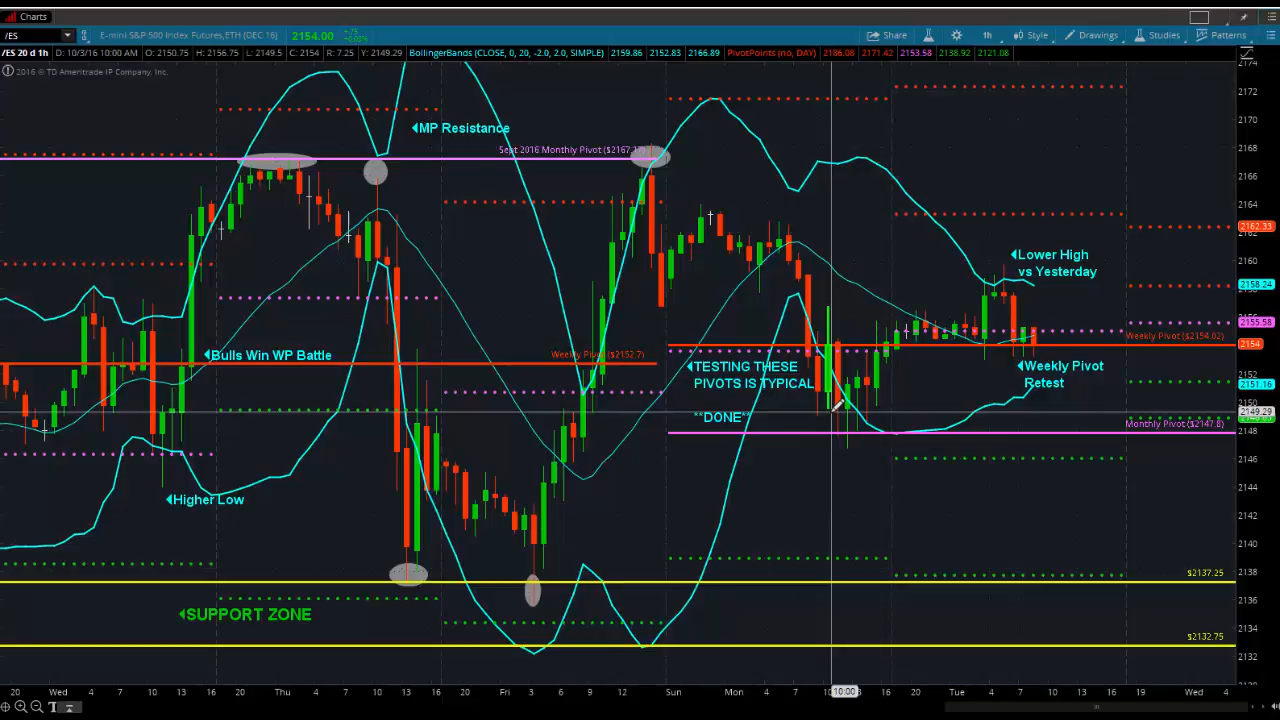 Charts
/ES
E-mini S&P 500 Index Futures,ETH (DEC 16)
2154.00
Share
1h
Style
Drawings
Studies
Patterns
/ES 20 d 1h
D: 10/3/16 10:00 AM
O: 2150.75
H: 2156.75
L: 2149.5
C: 2154
R: 7.25
Y: 2149.29
BollingerBands (CLOSE, 0, 20, -2.0, 2.0, SIMPLE)
2159.86
2152.83
2166.89
PivotPoints (no, DAY)
2186.08
2171.42
2153.58
2138.92
2121.08
2016 © TD Ameritrade IP Company, Inc.
MP Resistance
Sept 2016 Monthly Pivot ($2167.
Lower High
vs Yesterday
Bulls Win WP Battle
Weekly Pivot ($2152.7)
Weekly Pivot ($2154.02)
TESTING THESE
PIVOTS IS TYPICAL
Weekly Pivot
Retest
**DONE**
Monthly Pivot ($2147.8)
Higher Low
$2137.25
SUPPORT ZONE
$2132.75
2174
2172
2170
2168
2166
2164
2162.33
2162
2160
2158.24
2155.58
2154
2152
2151.16
2150
2149.29
2148
2146
2144
2142
2140
2138
2136
2134
2132
2130
20 Wed 4 7 10 13 16 20 Thu 4 7 10 13 16 20 Fri 3 6 9 12 Sun Mon 4 7 10:00 13 16 20 Tue 4 7 10 13 16 19 Wed 4